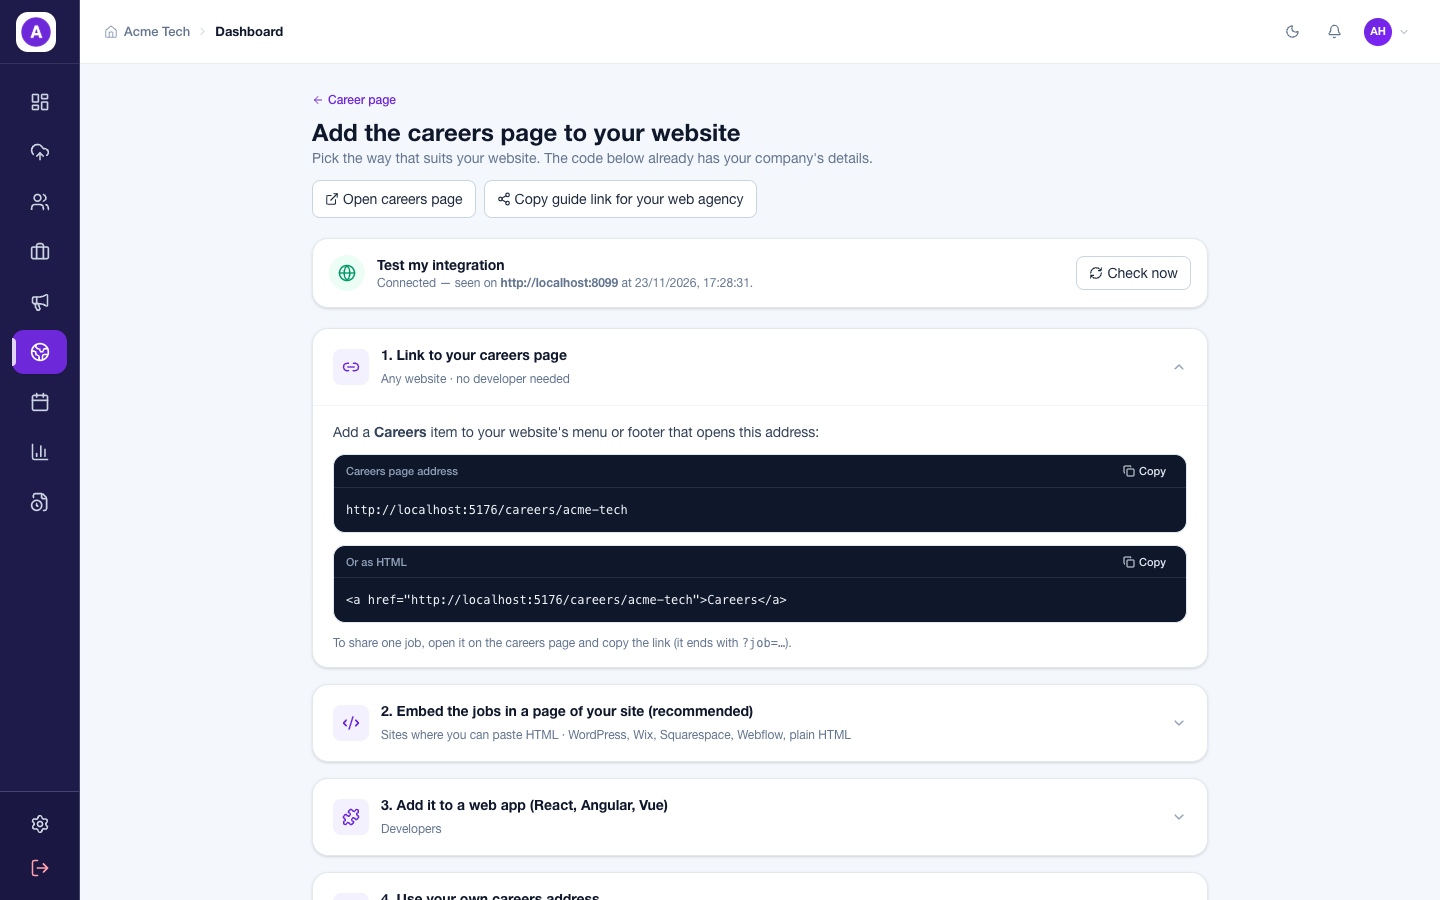 A
Acme Tech
Dashboard
AH
← Career page
Add the careers page to your website
Pick the way that suits your website. The code below already has your company's details.
Open careers page
Copy guide link for your web agency
Test my integration
Connected — seen on http://localhost:8099 at 23/11/2026, 17:28:31.
Check now
1. Link to your careers page
Any website · no developer needed
Add a Careers item to your website's menu or footer that opens this address:
Careers page address
Copy
http://localhost:5176/careers/acme-tech
Or as HTML
Copy
<a href="http://localhost:5176/careers/acme-tech">Careers</a>
To share one job, open it on the careers page and copy the link (it ends with ?job=…).
2. Embed the jobs in a page of your site (recommended)
Sites where you can paste HTML · WordPress, Wix, Squarespace, Webflow, plain HTML
3. Add it to a web app (React, Angular, Vue)
Developers
4. Use your own careers address